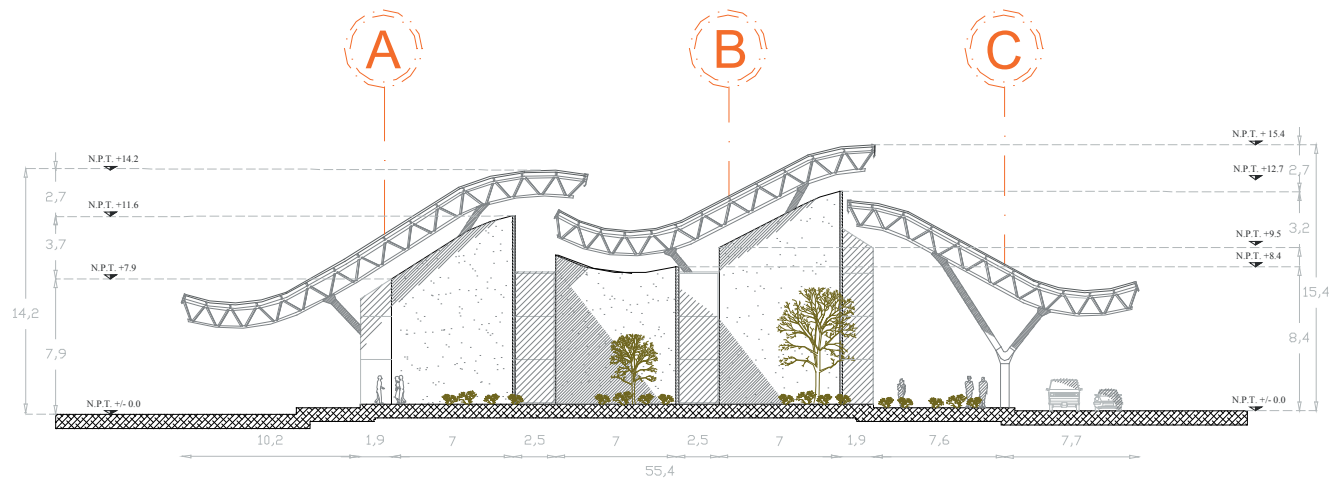 A B C
N.P.T. +15.4
N.P.T. +14.2
2,7
N.P.T. +12.7
2,7
N.P.T. +11.6
3,2
3,7
N.P.T. +9.5
N.P.T. +8.4
N.P.T. +7.9
15,4
14,2
8,4
7,9
N.P.T. +/- 0.0
N.P.T. +/- 0.0
10,2 1,9 7 2,5 7 2,5 7 1,9 7,6 7,7
55,4